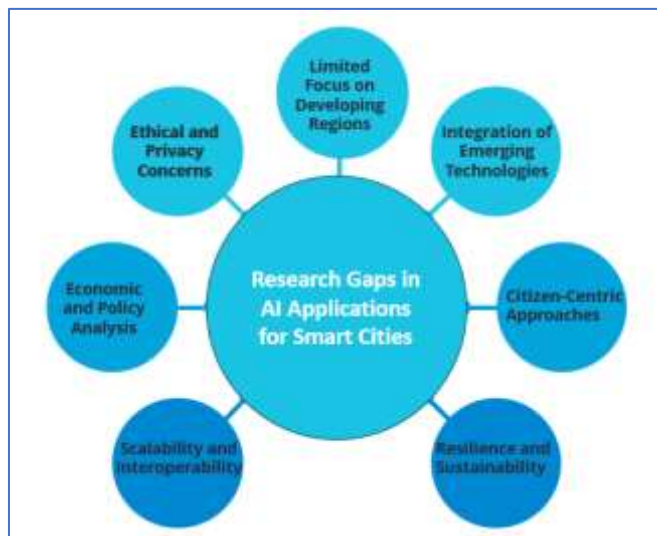 Limited
Focus on
Developing
Regions
Ethical and
Privacy
Concerns
Integration of
Emerging
Technologies
Research Gaps in
AI Applications
for Smart Cities
Economic
and Policy
Analysis
Citizen-Centric
Approaches
Scalability and
Interoperability
Resilience and
Sustainability